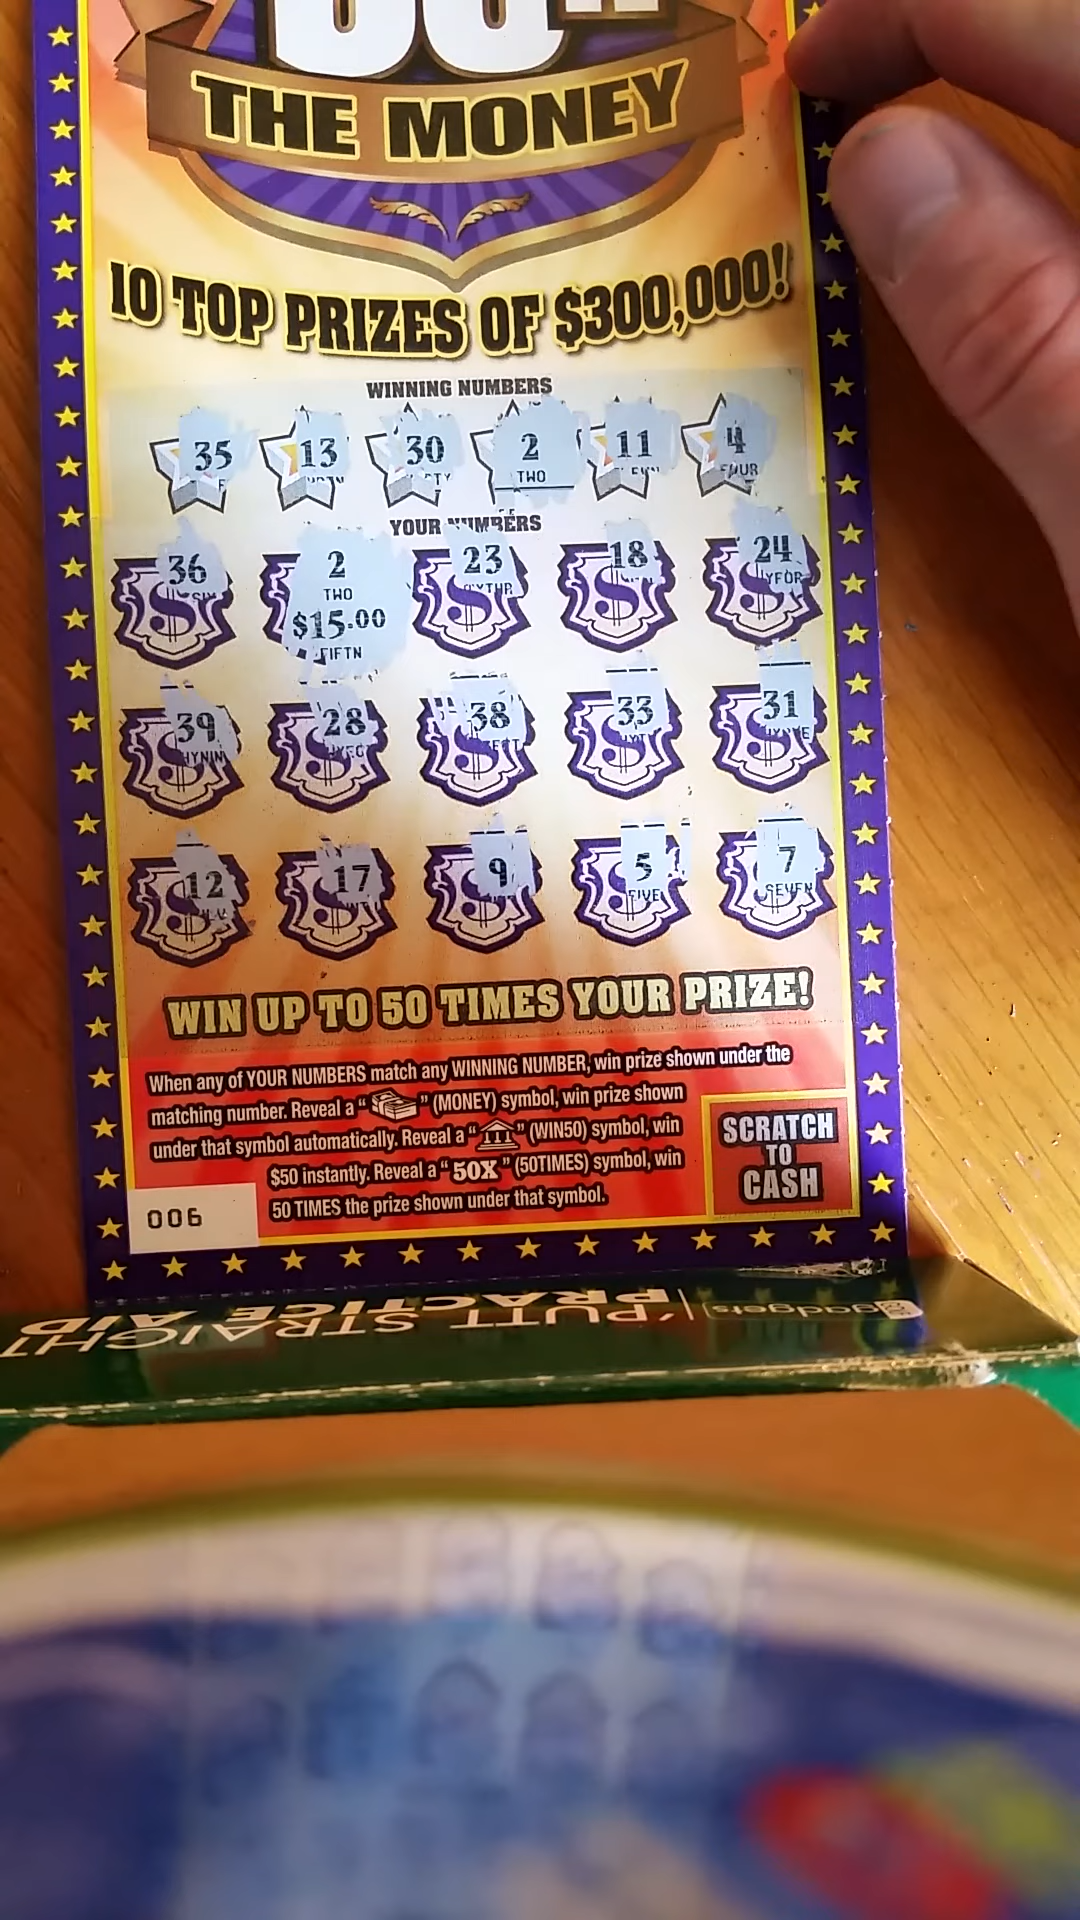 THE MONEY
10 TOP PRIZES OF $300,000!
WINNING NUMBERS
35 13 30 2 11 4
TWO
YOUR NUMBERS
36 2 23 18 24
TWO
$15.00
FIFTN
39 28 38 33 31
12 17 9 5 7
FIVE SEVEN
WIN UP TO 50 TIMES YOUR PRIZE!
When any of YOUR NUMBERS match any WINNING NUMBER, win prize shown under the
matching number. Reveal a " " (MONEY) symbol, win prize shown
under that symbol automatically. Reveal a " " (WIN50) symbol, win
$50 instantly. Reveal a "50X" (50TIMES) symbol, win
50 TIMES the prize shown under that symbol.
SCRATCH
TO
CASH
006
gadgets
'PUTT STRAIGHT'
PRACTICE AID